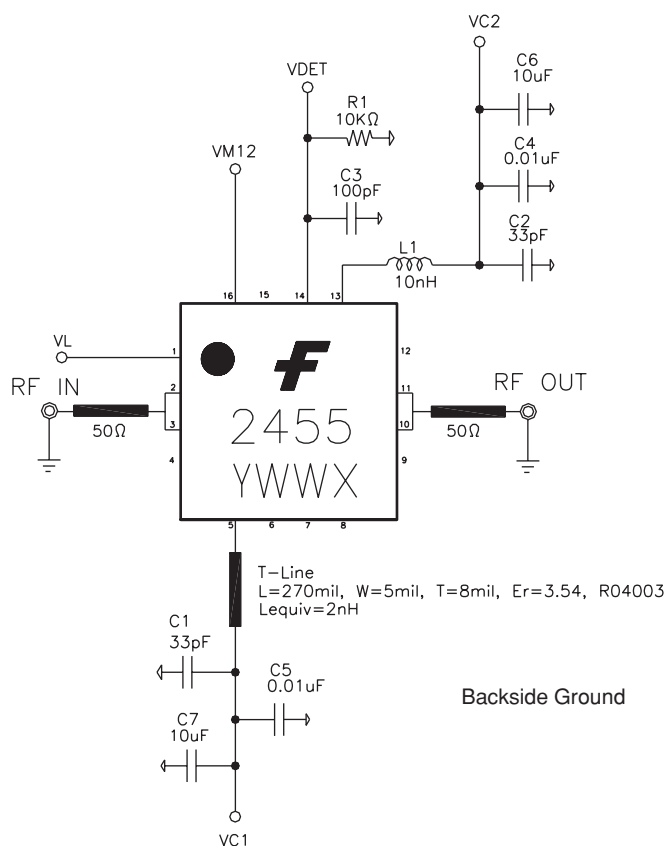 VC2
C6
10uF
VDET
R1
10KΩ
C4
0.01uF
VM12
C3
100pF
C2
33pF
L1
10nH
16
15
14
13
VL
1
12
RF IN
2
11
RF OUT
50Ω
3
2455
10
50Ω
4
9
YWWX
5
6
7
8
T-Line
L=270mil, W=5mil, T=8mil, Er=3.54, RO4003
Lequiv=2nH
C1
33pF
C5
0.01uF
Backside Ground
C7
10uF
VC1